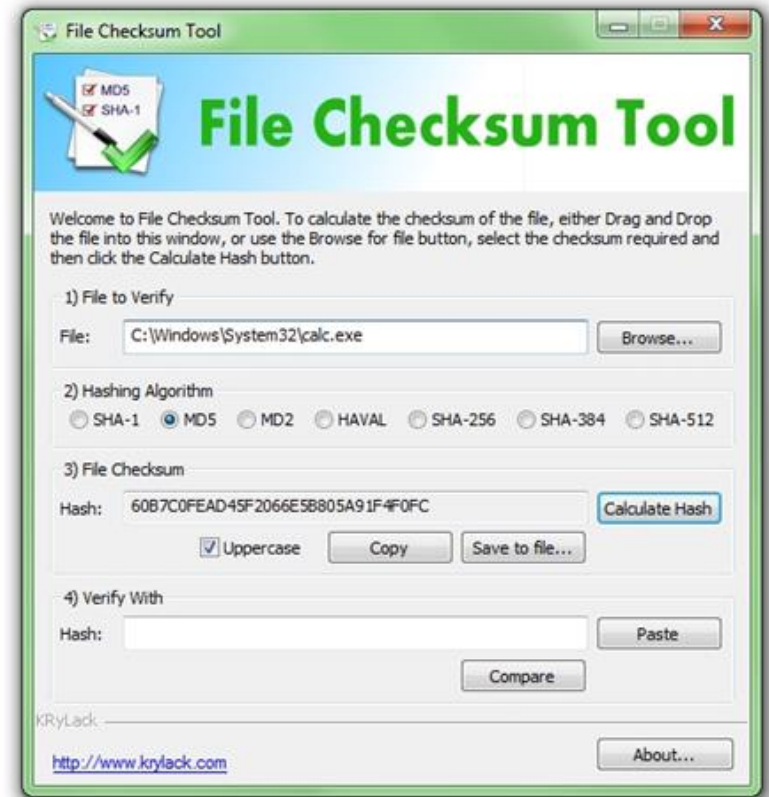 File Checksum Tool
MD5
SHA-1
File Checksum Tool
Welcome to File Checksum Tool. To calculate the checksum of the file, either Drag and Drop
the file into this window, or use the Browse for file button, select the checksum required and
then click the Calculate Hash button.
1) File to Verify
File: C:\Windows\System32\calc.exe Browse...
2) Hashing Algorithm
SHA-1 MD5 MD2 HAVAL SHA-256 SHA-384 SHA-512
3) File Checksum
Hash: 60B7C0FEAD45F2066E5B805A91F4F0FC Calculate Hash
Uppercase Copy Save to file...
4) Verify With
Hash: Paste
Compare
KRyLack
http://www.krylack.com About...